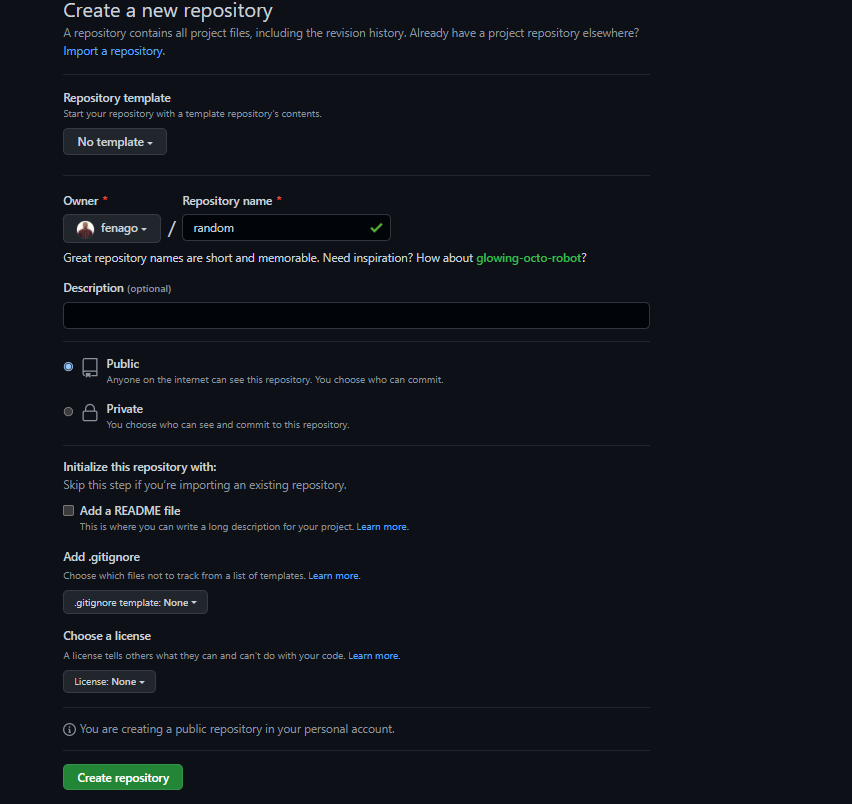 Create a new repository
A repository contains all project files, including the revision history. Already have a project repository elsewhere?
Import a repository.
Repository template
Start your repository with a template repository's contents.
No template
Owner * Repository name *
fenago / random
Great repository names are short and memorable. Need inspiration? How about glowing-octo-robot?
Description (optional)
Public
Anyone on the internet can see this repository. You choose who can commit.
Private
You choose who can see and commit to this repository.
Initialize this repository with:
Skip this step if you're importing an existing repository.
Add a README file
This is where you can write a long description for your project. Learn more.
Add .gitignore
Choose which files not to track from a list of templates. Learn more.
.gitignore template: None
Choose a license
A license tells others what they can and can't do with your code. Learn more.
License: None
You are creating a public repository in your personal account.
Create repository